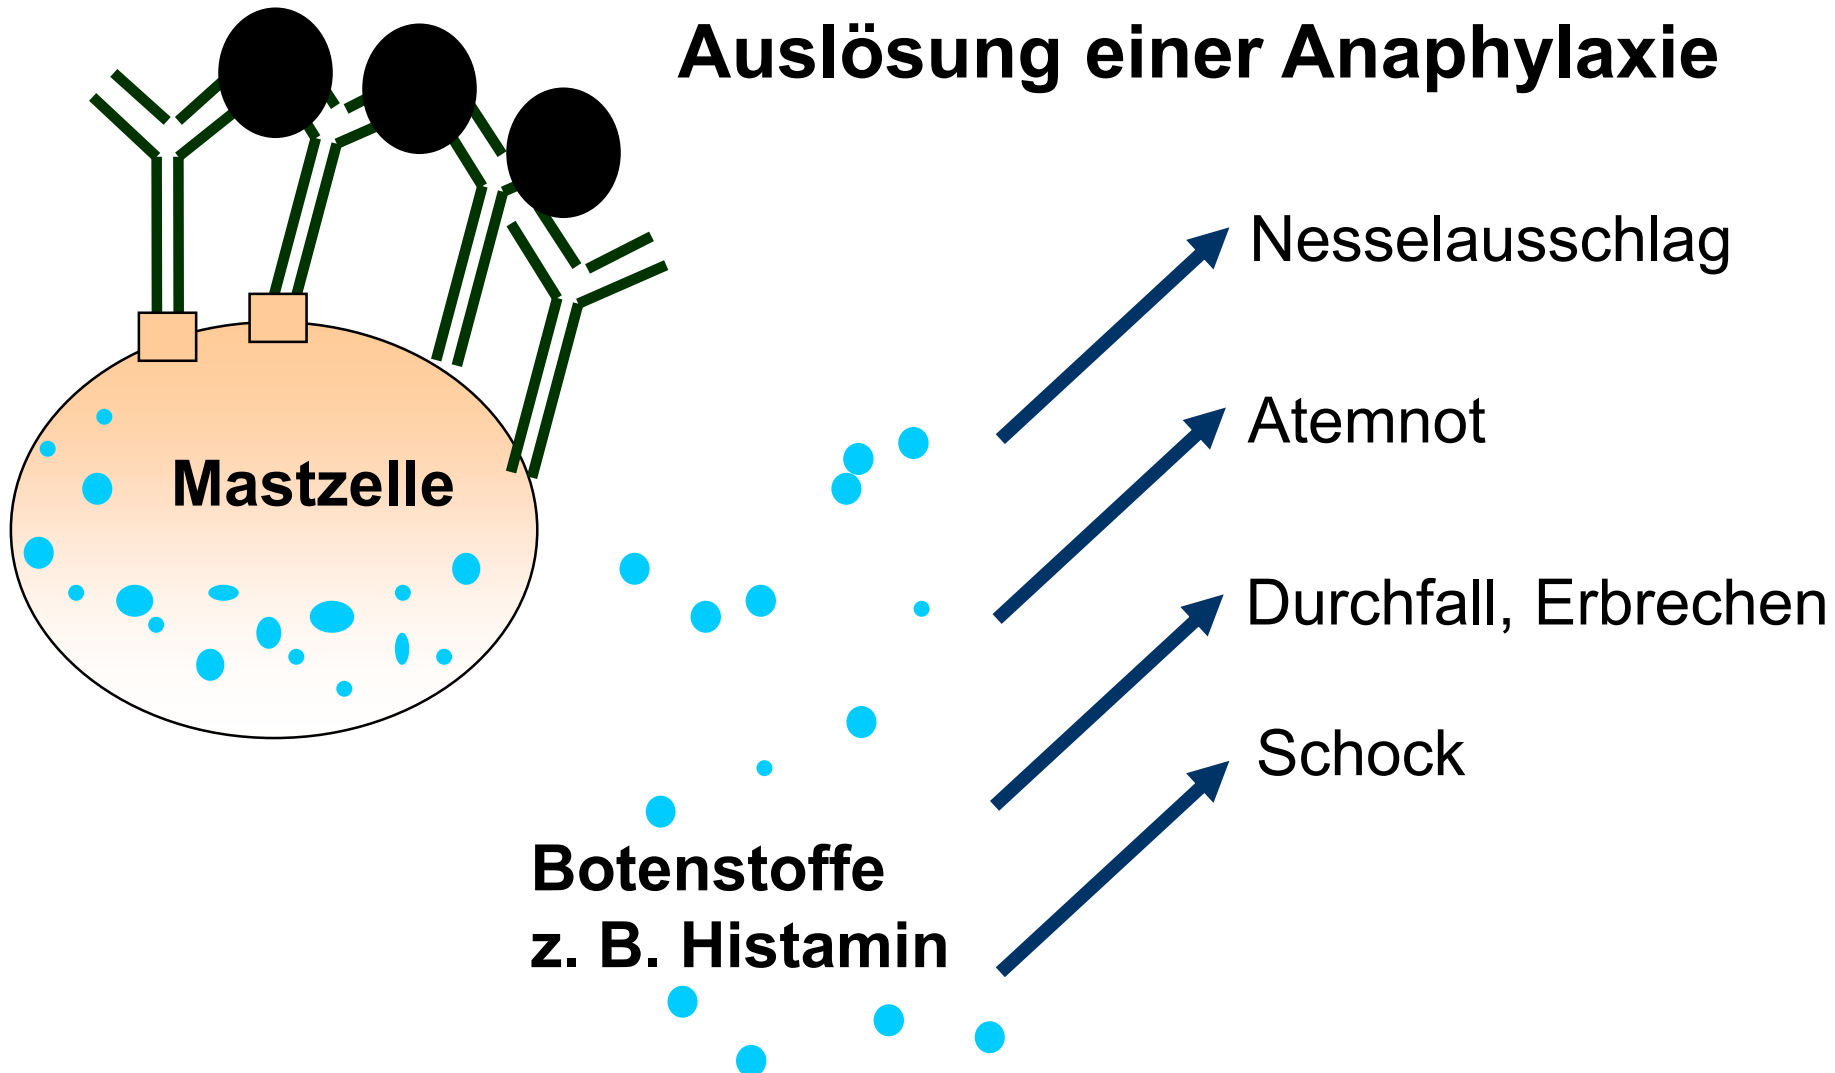 Auslösung einer Anaphylaxie
Nesselausschlag
Atemnot
Mastzelle
Durchfall, Erbrechen
Schock
Botenstoffe
z. B. Histamin